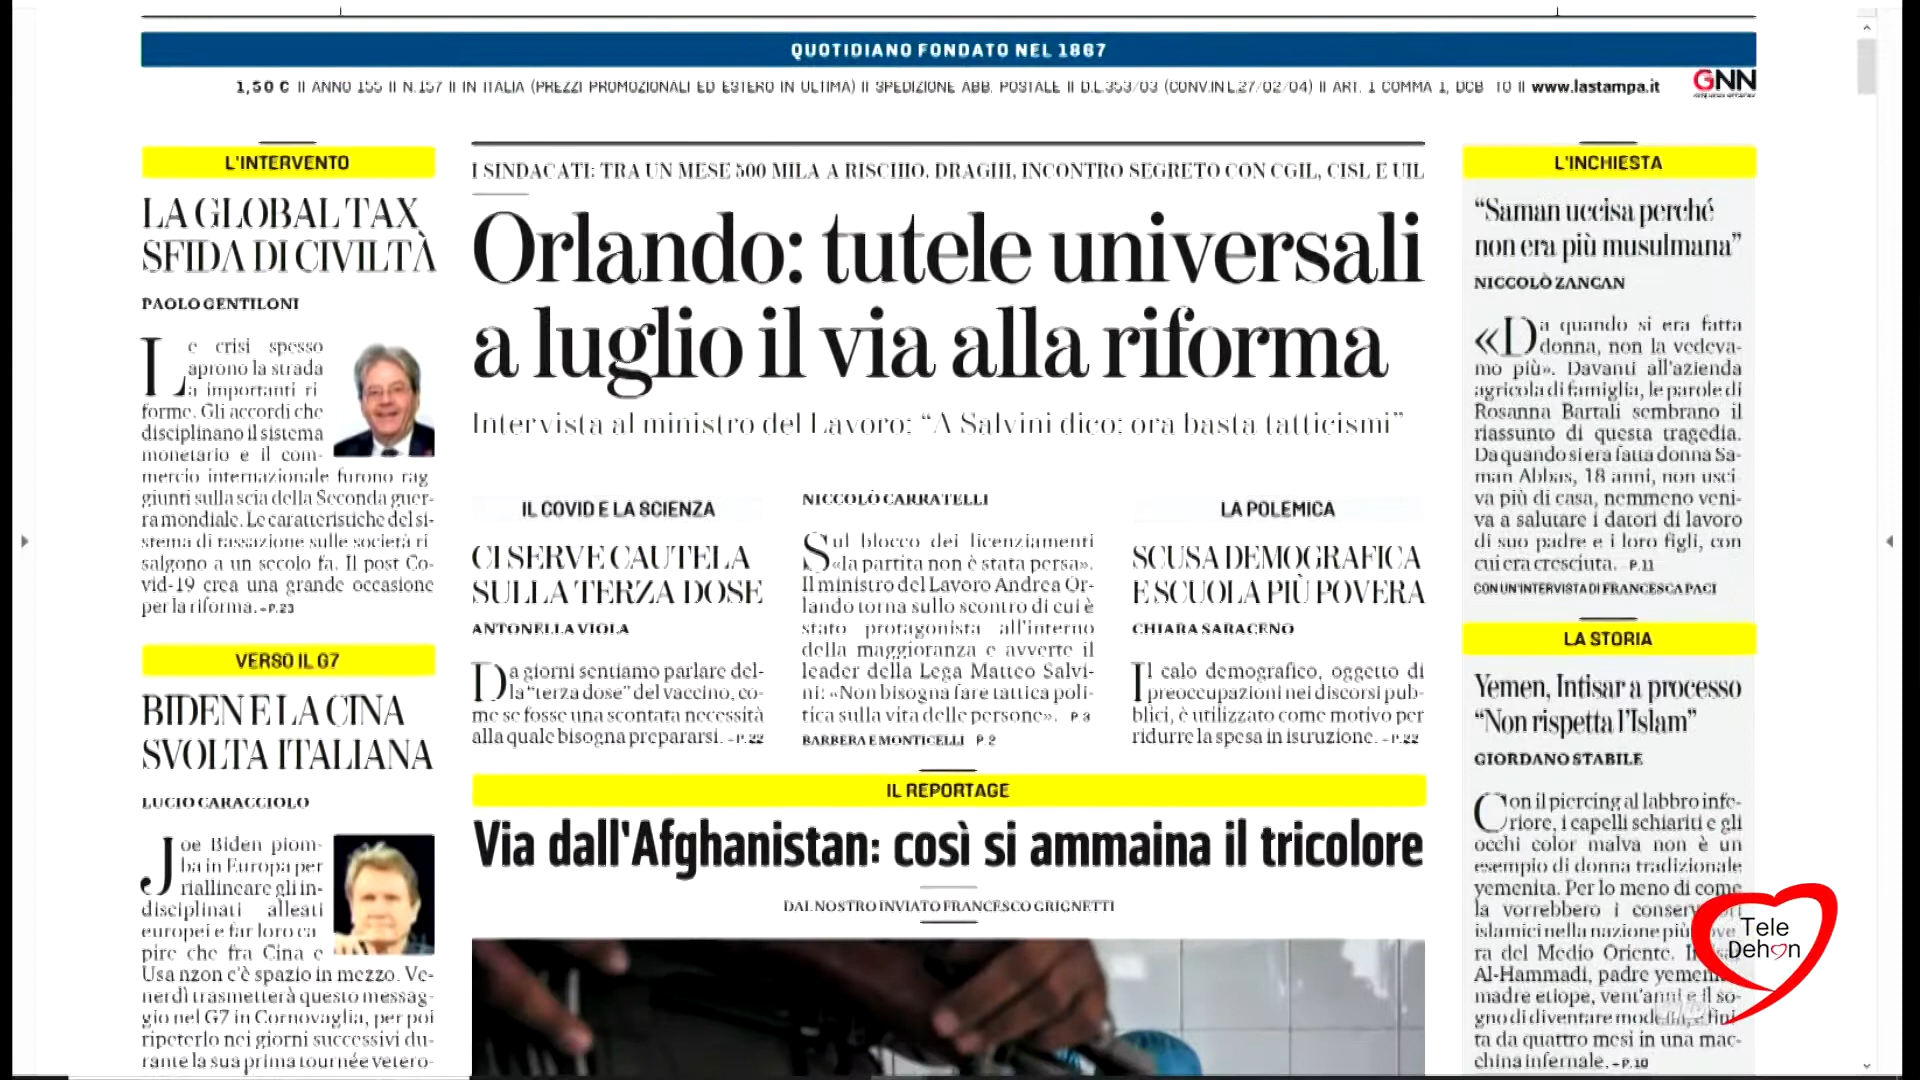 QUOTIDIANO FONDATO NEL 1867
1,50 € II ANNO 155 II N.157 II IN ITALIA (PREZZI PROMOZIONALI ED ESTERO IN ULTIMA) II SPEDIZIONE ABB. POSTALE II D.L.353/03 (CONV.IN L.27/02/04) II ART. 1 COMMA 1, DCB TO II www.lastampa.it
GNN
L'INTERVENTO
LA GLOBAL TAX
SFIDA DI CIVILTÀ
PAOLO GENTILONI
Le crisi spesso
aprono la strada
a importanti ri
forme. Gli accordi che
disciplinano il sistema
monetario e il com-
mercio internazionale furono rag
giunti sulla scia della Seconda guer-
ra mondiale. Le caratteristiche del si-
stema di tassazione sulle società ri
salgono a un secolo fa. Il post Co-
vid-19 crea una grande occasione
per la riforma. - P.23
VERSO IL G7
BIDEN E LA CINA
SVOLTA ITALIANA
LUCIO CARACCIOLO
Joe Biden piom-
ba in Europa per
riallineare gli in-
disciplinati alleati
europei e far loro ca
pire che fra Cina e
Usa nzon c'è spazio in mezzo. Ve-
nerdì trasmetterà questo messag-
gio nel G7 in Cornovaglia, per poi
ripeterlo nei giorni successivi du-
rante la sua prima tournée vetero-
I SINDACATI: TRA UN MESE 500 MILA A RISCHIO. DRAGHI, INCONTRO SEGRETO CON CGIL, CISL E UIL
Orlando: tutele universali
a luglio il via alla riforma
Intervista al ministro del Lavoro: “A Salvini dico: ora basta tatticismi”
IL COVID E LA SCIENZA
CI SERVE CAUTELA
SULLA TERZA DOSE
ANTONELLA VIOLA
Da giorni sentiamo parlare del-
la “terza dose” del vaccino, co-
me se fosse una scontata necessità
alla quale bisogna prepararsi. - P.22
NICCOLÒ CARRATELLI
Sul blocco dei licenziamenti
«la partita non è stata persa».
Il ministro del Lavoro Andrea Or-
lando torna sullo scontro di cui è
stato protagonista all'interno
della maggioranza e avverte il
leader della Lega Matteo Salvi-
ni: «Non bisogna fare tattica poli-
tica sulla vita delle persone». P.3
BARBERA E MONTICELLI P.2
LA POLEMICA
SCUSA DEMOGRAFICA
E SCUOLA PIÙ POVERA
CHIARA SARACENO
Il calo demografico, oggetto di
preoccupazioni nei discorsi pub-
blici, è utilizzato come motivo per
ridurre la spesa in istruzione. - P.22
IL REPORTAGE
Via dall'Afghanistan: così si ammaina il tricolore
DAL NOSTRO INVIATO FRANCESCO GRIGNETTI
L'INCHIESTA
“Saman uccisa perché
non era più musulmana”
NICCOLÒ ZANCAN
«Da quando si era fatta
donna, non la vedeva-
mo più». Davanti all'azienda
agricola di famiglia, le parole di
Rosanna Bartali sembrano il
riassunto di questa tragedia.
Da quando si era fatta donna Sa-
man Abbas, 18 anni, non usci
va più di casa, nemmeno veni-
va a salutare i datori di lavoro
di suo padre e i loro figli, con
cui era cresciuta. - P.11
CON UN'INTERVISTA DI FRANCESCA PACI
LA STORIA
Yemen, Intisar a processo
“Non rispetta l'Islam”
GIORDANO STABILE
Con il piercing al labbro infe-
riore, i capelli schiariti e gli
occhi color malva non è un
esempio di donna tradizionale
yemenita. Per lo meno di come
la vorrebbero i conservatori
islamici nella nazione più pove
ra del Medio Oriente.
Al-Hammadi, padre yemenita
madre etiope, vent'anni e il so-
gno di diventare modella, è fini
ta da quattro mesi in una mac-
china infernale. - P.10
Tele
Dehon